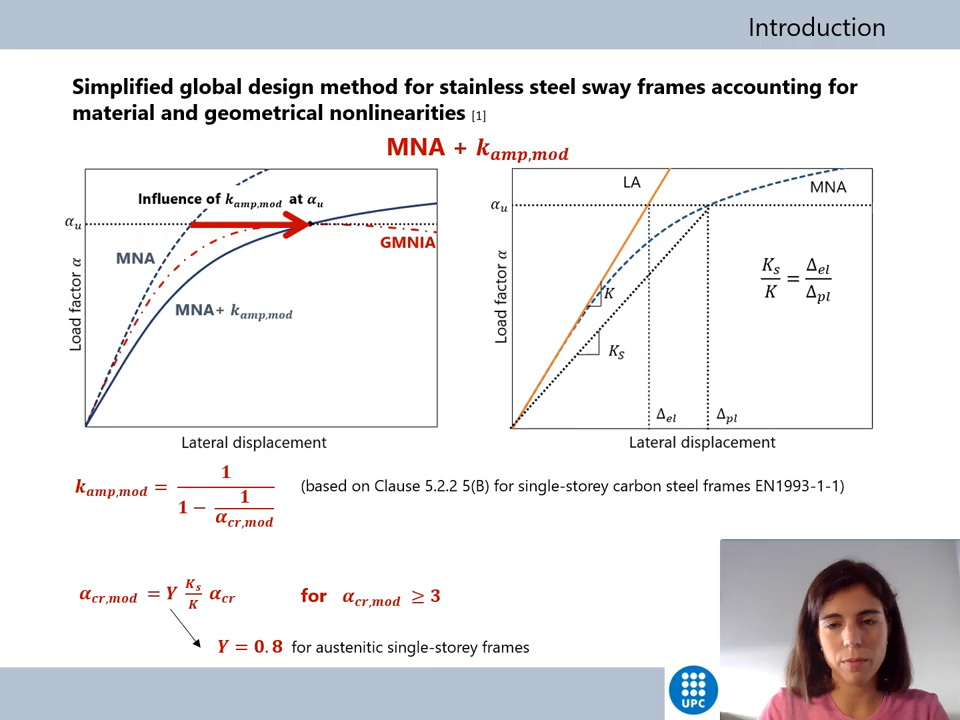 Introduction
Simplified global design method for stainless steel sway frames accounting for
material and geometrical nonlinearities [1]
MNA + k_amp,mod
Influence of k_amp,mod at α_u
α_u
MNA
GMNIA
MNA+ k_amp,mod
Load factor α
Lateral displacement
LA
MNA
α_u
K
K_S
K_s/K = Δ_el/Δ_pl
Δ_el
Δ_pl
Load factor α
Lateral displacement
k_amp,mod = 1/(1 − 1/α_cr,mod)
(based on Clause 5.2.2 5(B) for single-storey carbon steel frames EN1993-1-1)
α_cr,mod = Y K_s/K α_cr
for α_cr,mod ≥ 3
Y = 0.8 for austenitic single-storey frames
UPC